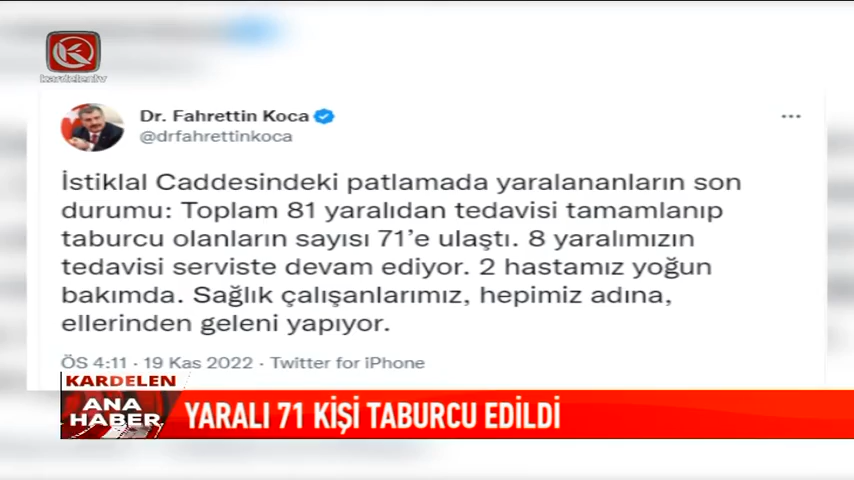 kardelentv
Dr. Fahrettin Koca
@drfahrettinkoca
İstiklal Caddesindeki patlamada yaralananların son
durumu: Toplam 81 yaralıdan tedavisi tamamlanıp
taburcu olanların sayısı 71'e ulaştı. 8 yaralımızın
tedavisi serviste devam ediyor. 2 hastamız yoğun
bakımda. Sağlık çalışanlarımız, hepimiz adına,
ellerinden geleni yapıyor.
ÖS 4:11 · 19 Kas 2022 · Twitter for iPhone
KARDELEN
ANA
HABER
YARALI 71 KİŞİ TABURCU EDİLDİ